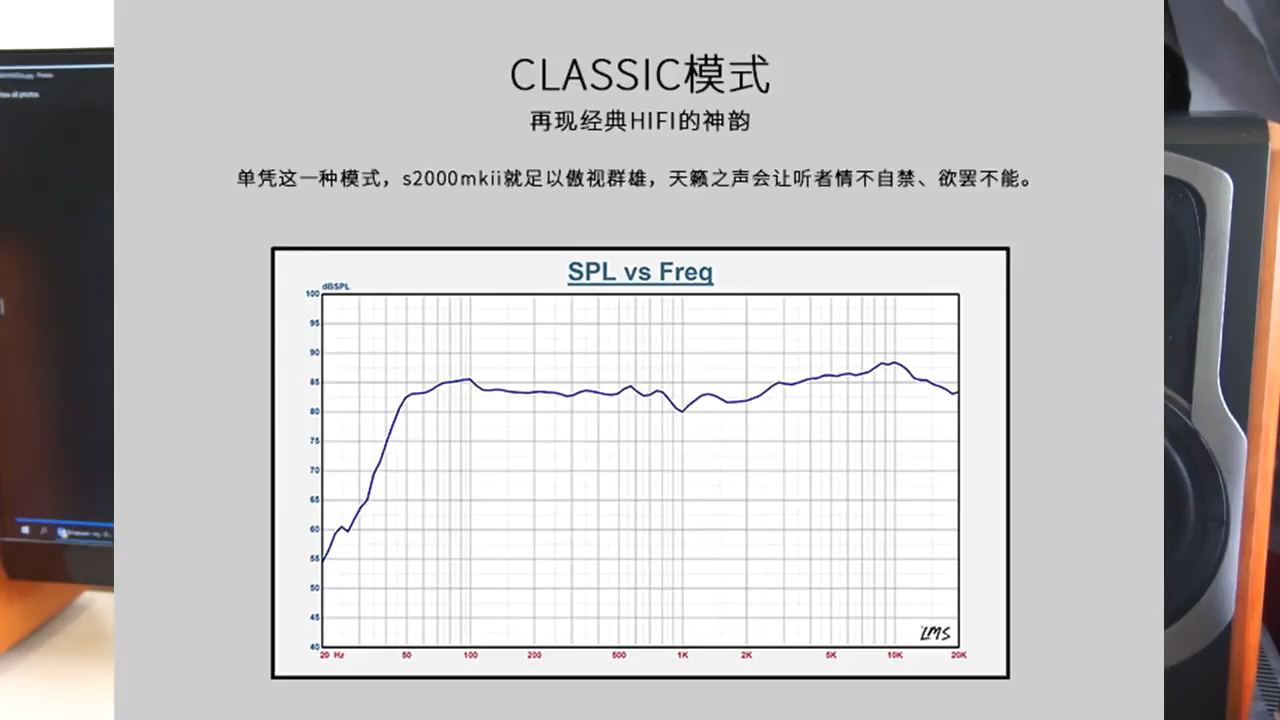 CLASSIC模式
再现经典HIFI的神韵
单凭这一种模式，s2000mkii就足以傲视群雄，天籁之声会让听者情不自禁、欲罢不能。
SPL vs Freq
dBSPL
100
95
90
85
80
75
70
65
60
55
50
45
40
LMS
20 Hz 50 100 200 500 1K 2K 5K 10K 20K